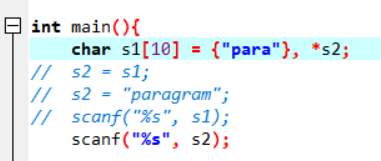 int main(){
char s1[10] = {"para"}, *s2;
// s2 = s1;
// s2 = "paragram";
// scanf("%s", s1);
scanf("%s", s2);